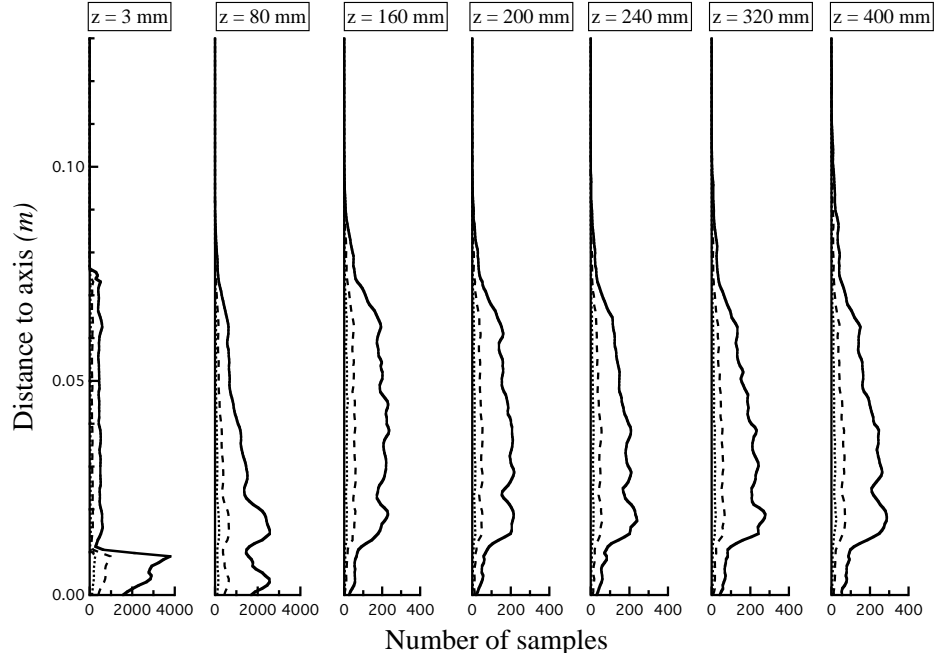 z = 3 mm z = 80 mm z = 160 mm z = 200 mm z = 240 mm z = 320 mm z = 400 mm
0.10
0.05
0.00
Distance to axis (m)
0 2000 4000 0 2000 4000 0 200 400 0 200 400 0 200 400 0 200 400 0 200 400
Number of samples